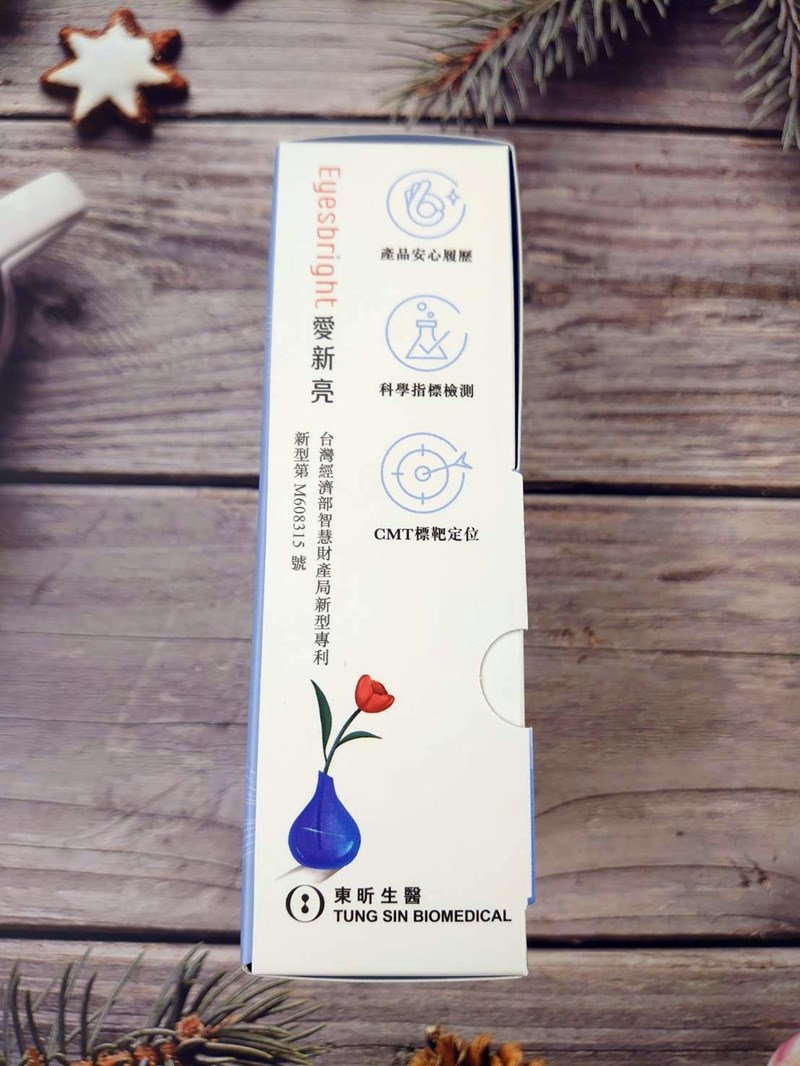 Eyesbright 愛新亮
台灣經濟部智慧財產局新型專利
新型第 M608315 號
產品安心履歷
科學指標檢測
CMT標靶定位
東昕生醫
TUNG SIN BIOMEDICAL